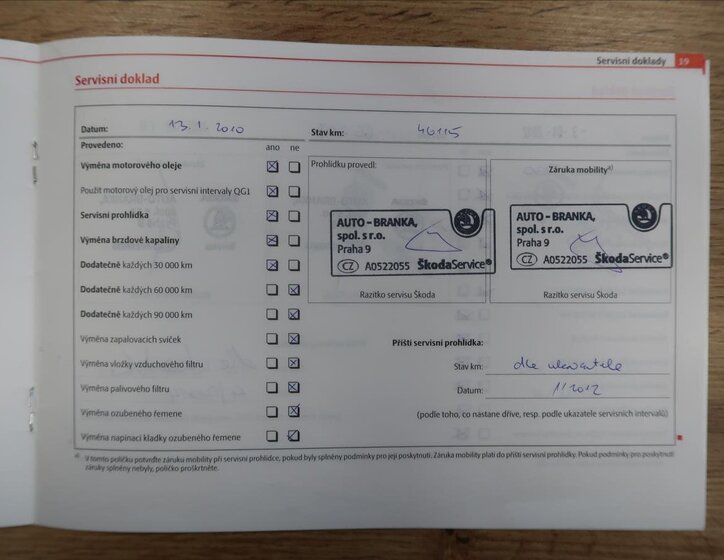 Servisní doklady 19
Servisní doklad
Datum: 13. 1. 2010 Stav km: 46115
Provedeno: ano ne
Výměna motorového oleje
Použit motorový olej pro servisní intervaly QG1
Servisní prohlídka
Výměna brzdové kapaliny
Dodatečně každých 30 000 km
Dodatečně každých 60 000 km
Dodatečně každých 90 000 km
Výměna zapalovacích svíček
Výměna vložky vzduchového filtru
Výměna palivového filtru
Výměna ozubeného řemene
Výměna napínací kladky ozubeného řemene
Prohlídku provedl:
AUTO – BRANKA,
spol. s r.o.
Praha 9
CZ A0522055 ŠkodaService®
Razítko servisu Škoda
Záruka mobility a)
AUTO – BRANKA,
spol. s r.o.
Praha 9
CZ A0522055 ŠkodaService®
Razítko servisu Škoda
Příští servisní prohlídka:
Stav km: dle ukazatele
Datum: 1/2012
(podle toho, co nastane dříve, resp. podle ukazatele servisních intervalů)
a) V tomto políčku potvrďte záruku mobility při servisní prohlídce, pokud byly splněny podmínky pro její poskytnutí. Záruka mobility platí do příští servisní prohlídky. Pokud podmínky pro poskytnutí
záruky splněny nebyly, políčko proškrtněte.